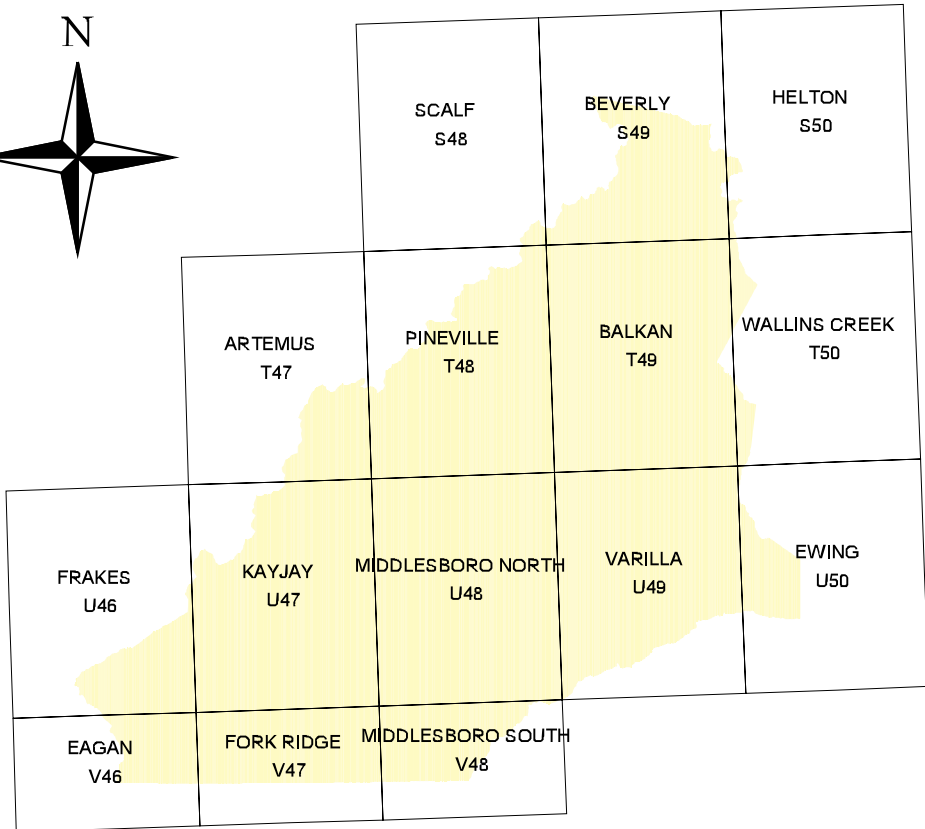 N
SCALF
S48
BEVERLY
S49
HELTON
S50
ARTEMUS
T47
PINEVILLE
T48
BALKAN
T49
WALLINS CREEK
T50
FRAKES
U46
KAYJAY
U47
MIDDLESBORO NORTH
U48
VARILLA
U49
EWING
U50
EAGAN
V46
FORK RIDGE
V47
MIDDLESBORO SOUTH
V48